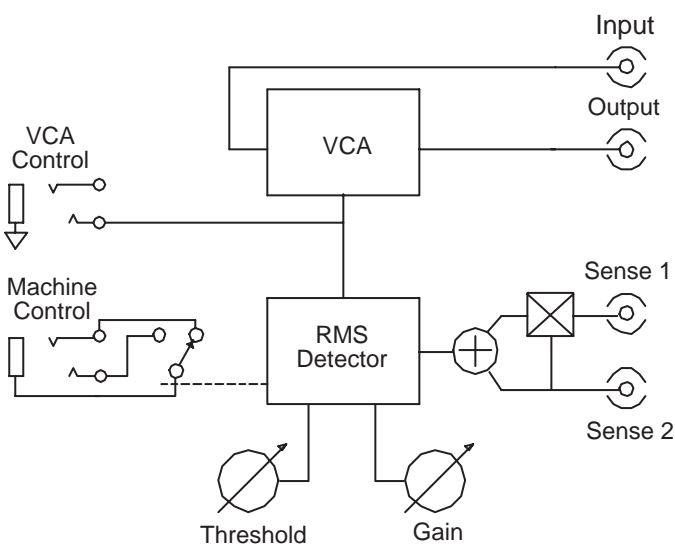 Input
Output
VCA
VCA
Control
Sense 1
Machine
Control
RMS
Detector
Sense 2
Threshold
Gain